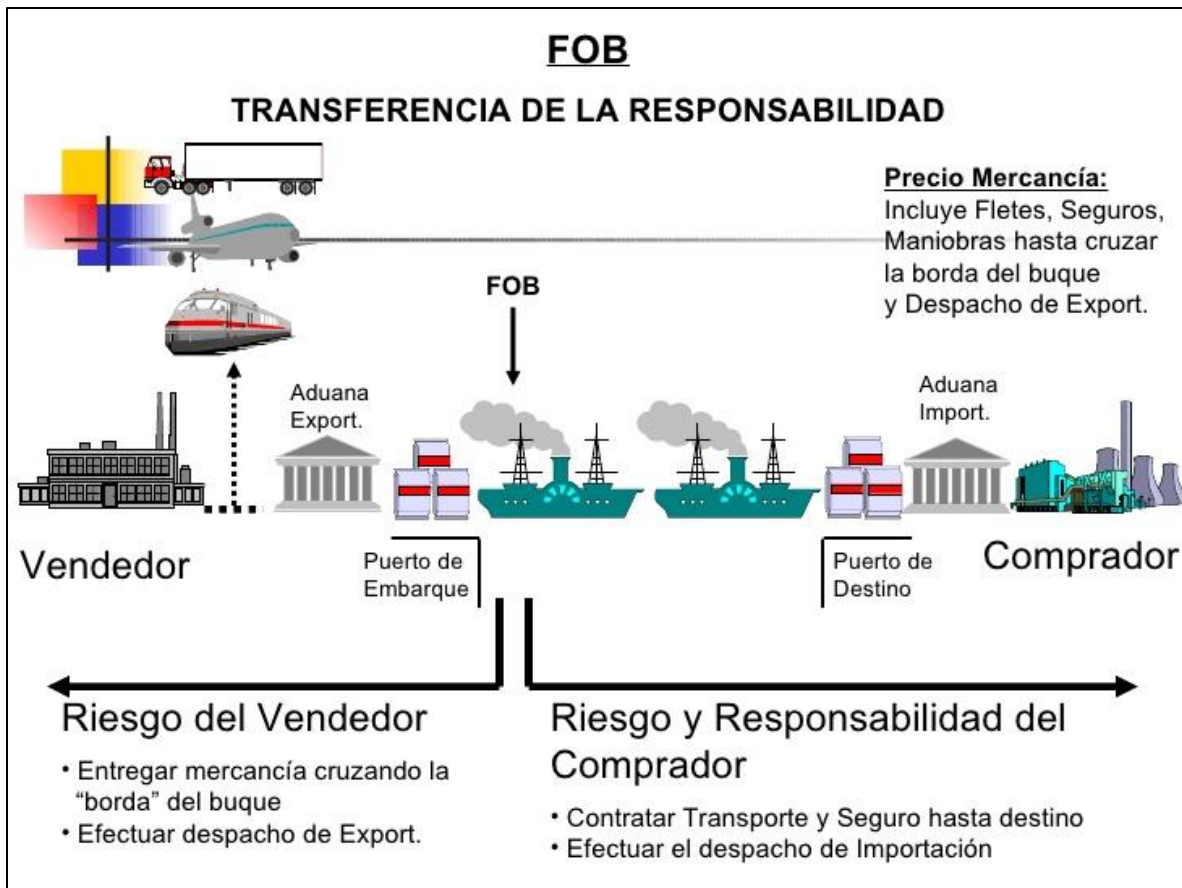 FOB
TRANSFERENCIA DE LA RESPONSABILIDAD
Precio Mercancía:
Incluye Fletes, Seguros,
Maniobras hasta cruzar
la borda del buque
y Despacho de Export.
FOB
Aduana
Export.
Aduana
Import.
Vendedor
Puerto de
Embarque
Puerto de
Destino
Comprador
Riesgo del Vendedor
• Entregar mercancía cruzando la
“borda” del buque
• Efectuar despacho de Export.
Riesgo y Responsabilidad del
Comprador
• Contratar Transporte y Seguro hasta destino
• Efectuar el despacho de Importación